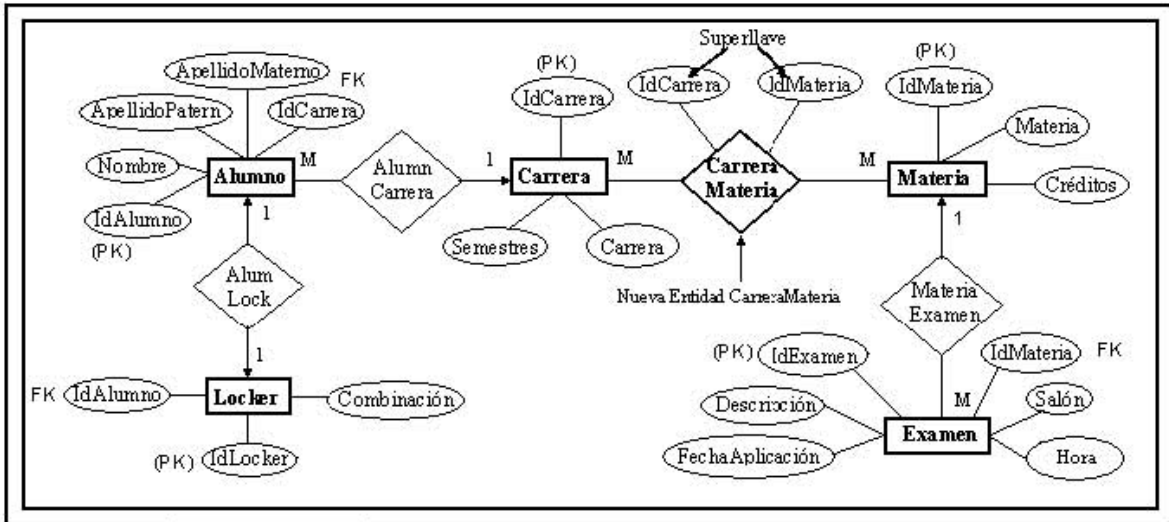 Superllave
ApellidoMaterno
FK
(PK)
(PK)
ApellidoPatern
IdCarrera
IdCarrera
IdCarrera
IdMateria
IdMateria
Nombre
Alumno
M
Alumn
Carrera
1
Carrera
M
Carrera
Materia
M
Materia
Materia
Créditos
IdAlumno
(PK)
1
Semestres
Carrera
1
Alum
Lock
Nueva Entidad CarreraMateria
Materia
Examen
1
(PK)
IdExamen
IdMateria
FK
FK
IdAlumno
Locker
Combinación
Descripción
M
Salón
(PK)
IdLocker
FechaAplicación
Examen
Hora